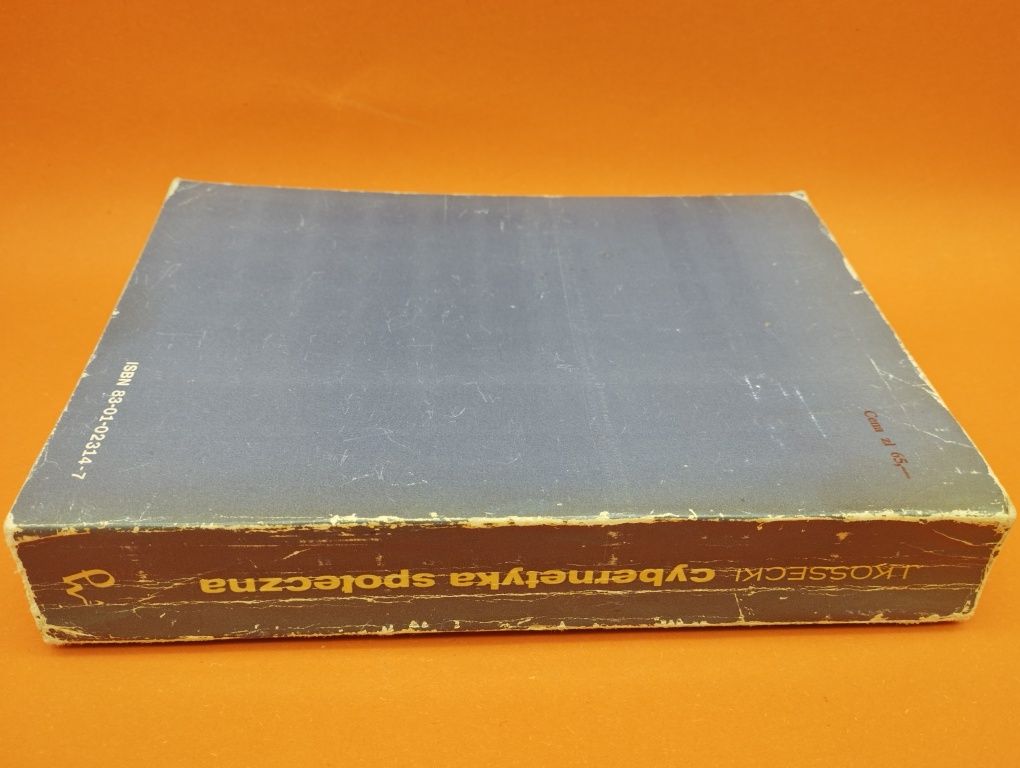 ISBN 83-01-02314-7
Cena zł 65,—
J.KOSSECKI cybernetyka społeczna